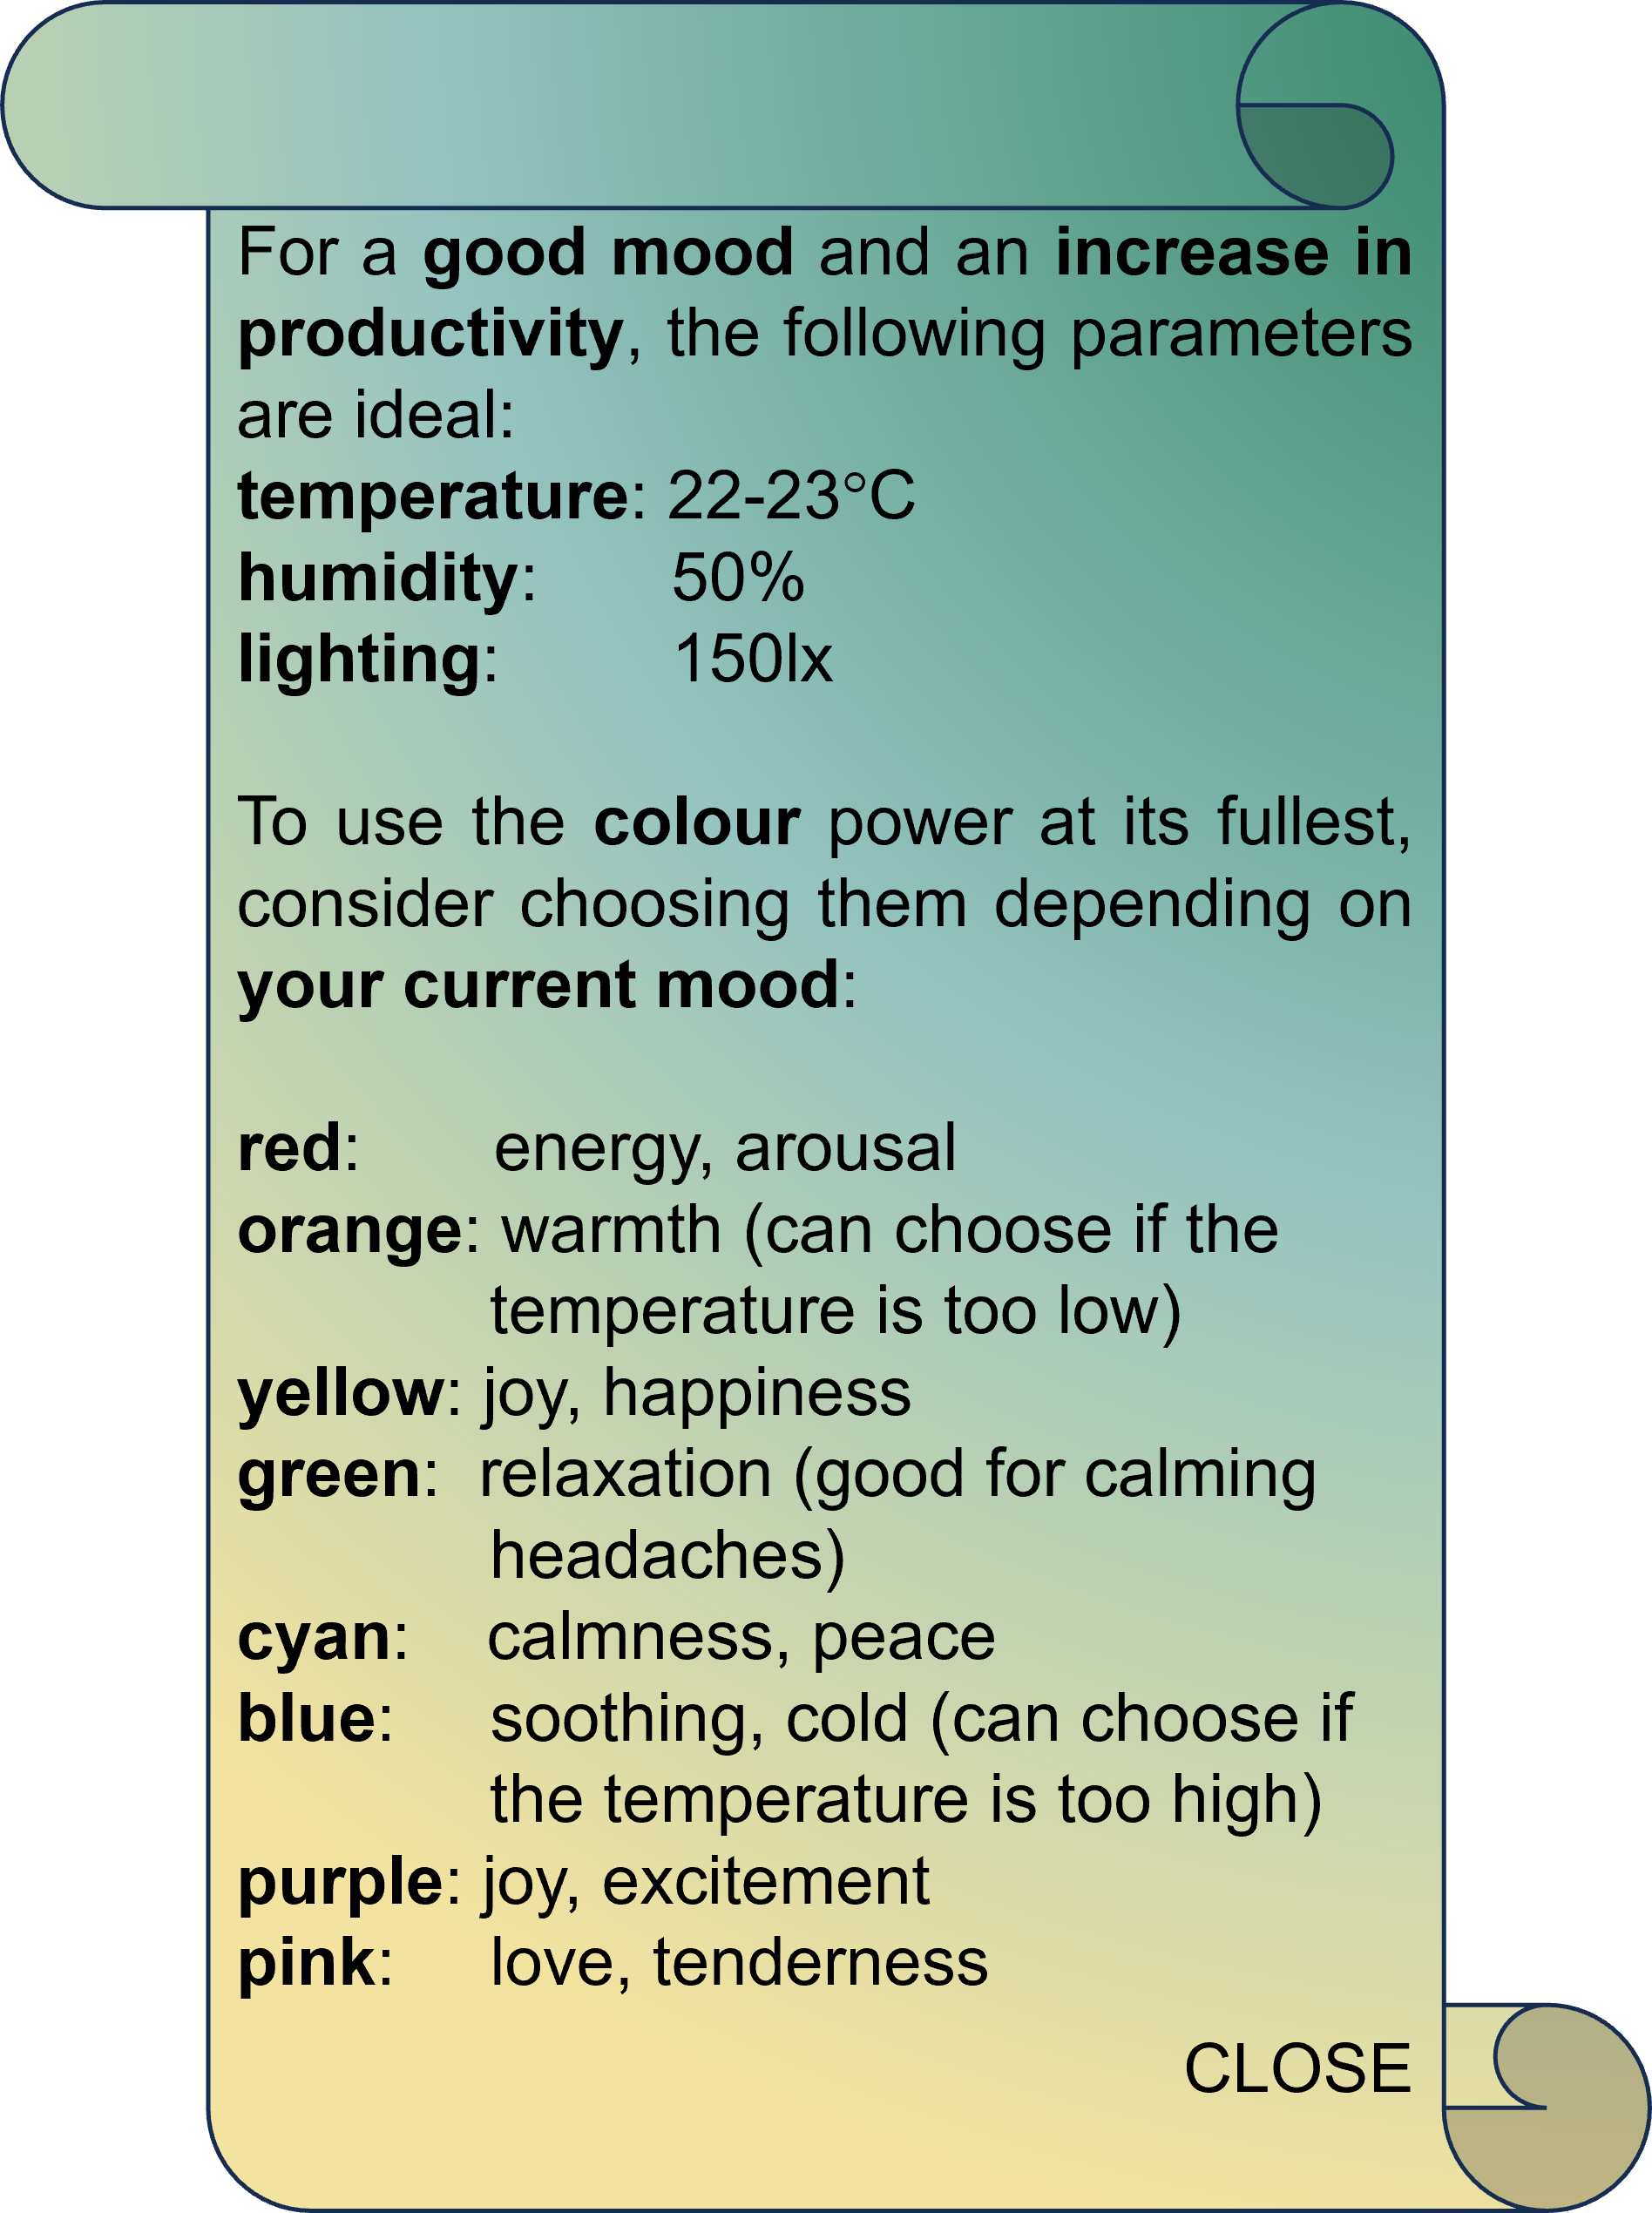 For a good mood and an increase in
productivity, the following parameters
are ideal:
temperature: 22-23°C
humidity: 50%
lighting: 150lx
To use the colour power at its fullest,
consider choosing them depending on
your current mood:
red: energy, arousal
orange: warmth (can choose if the
temperature is too low)
yellow: joy, happiness
green: relaxation (good for calming
headaches)
cyan: calmness, peace
blue: soothing, cold (can choose if
the temperature is too high)
purple: joy, excitement
pink: love, tenderness
CLOSE